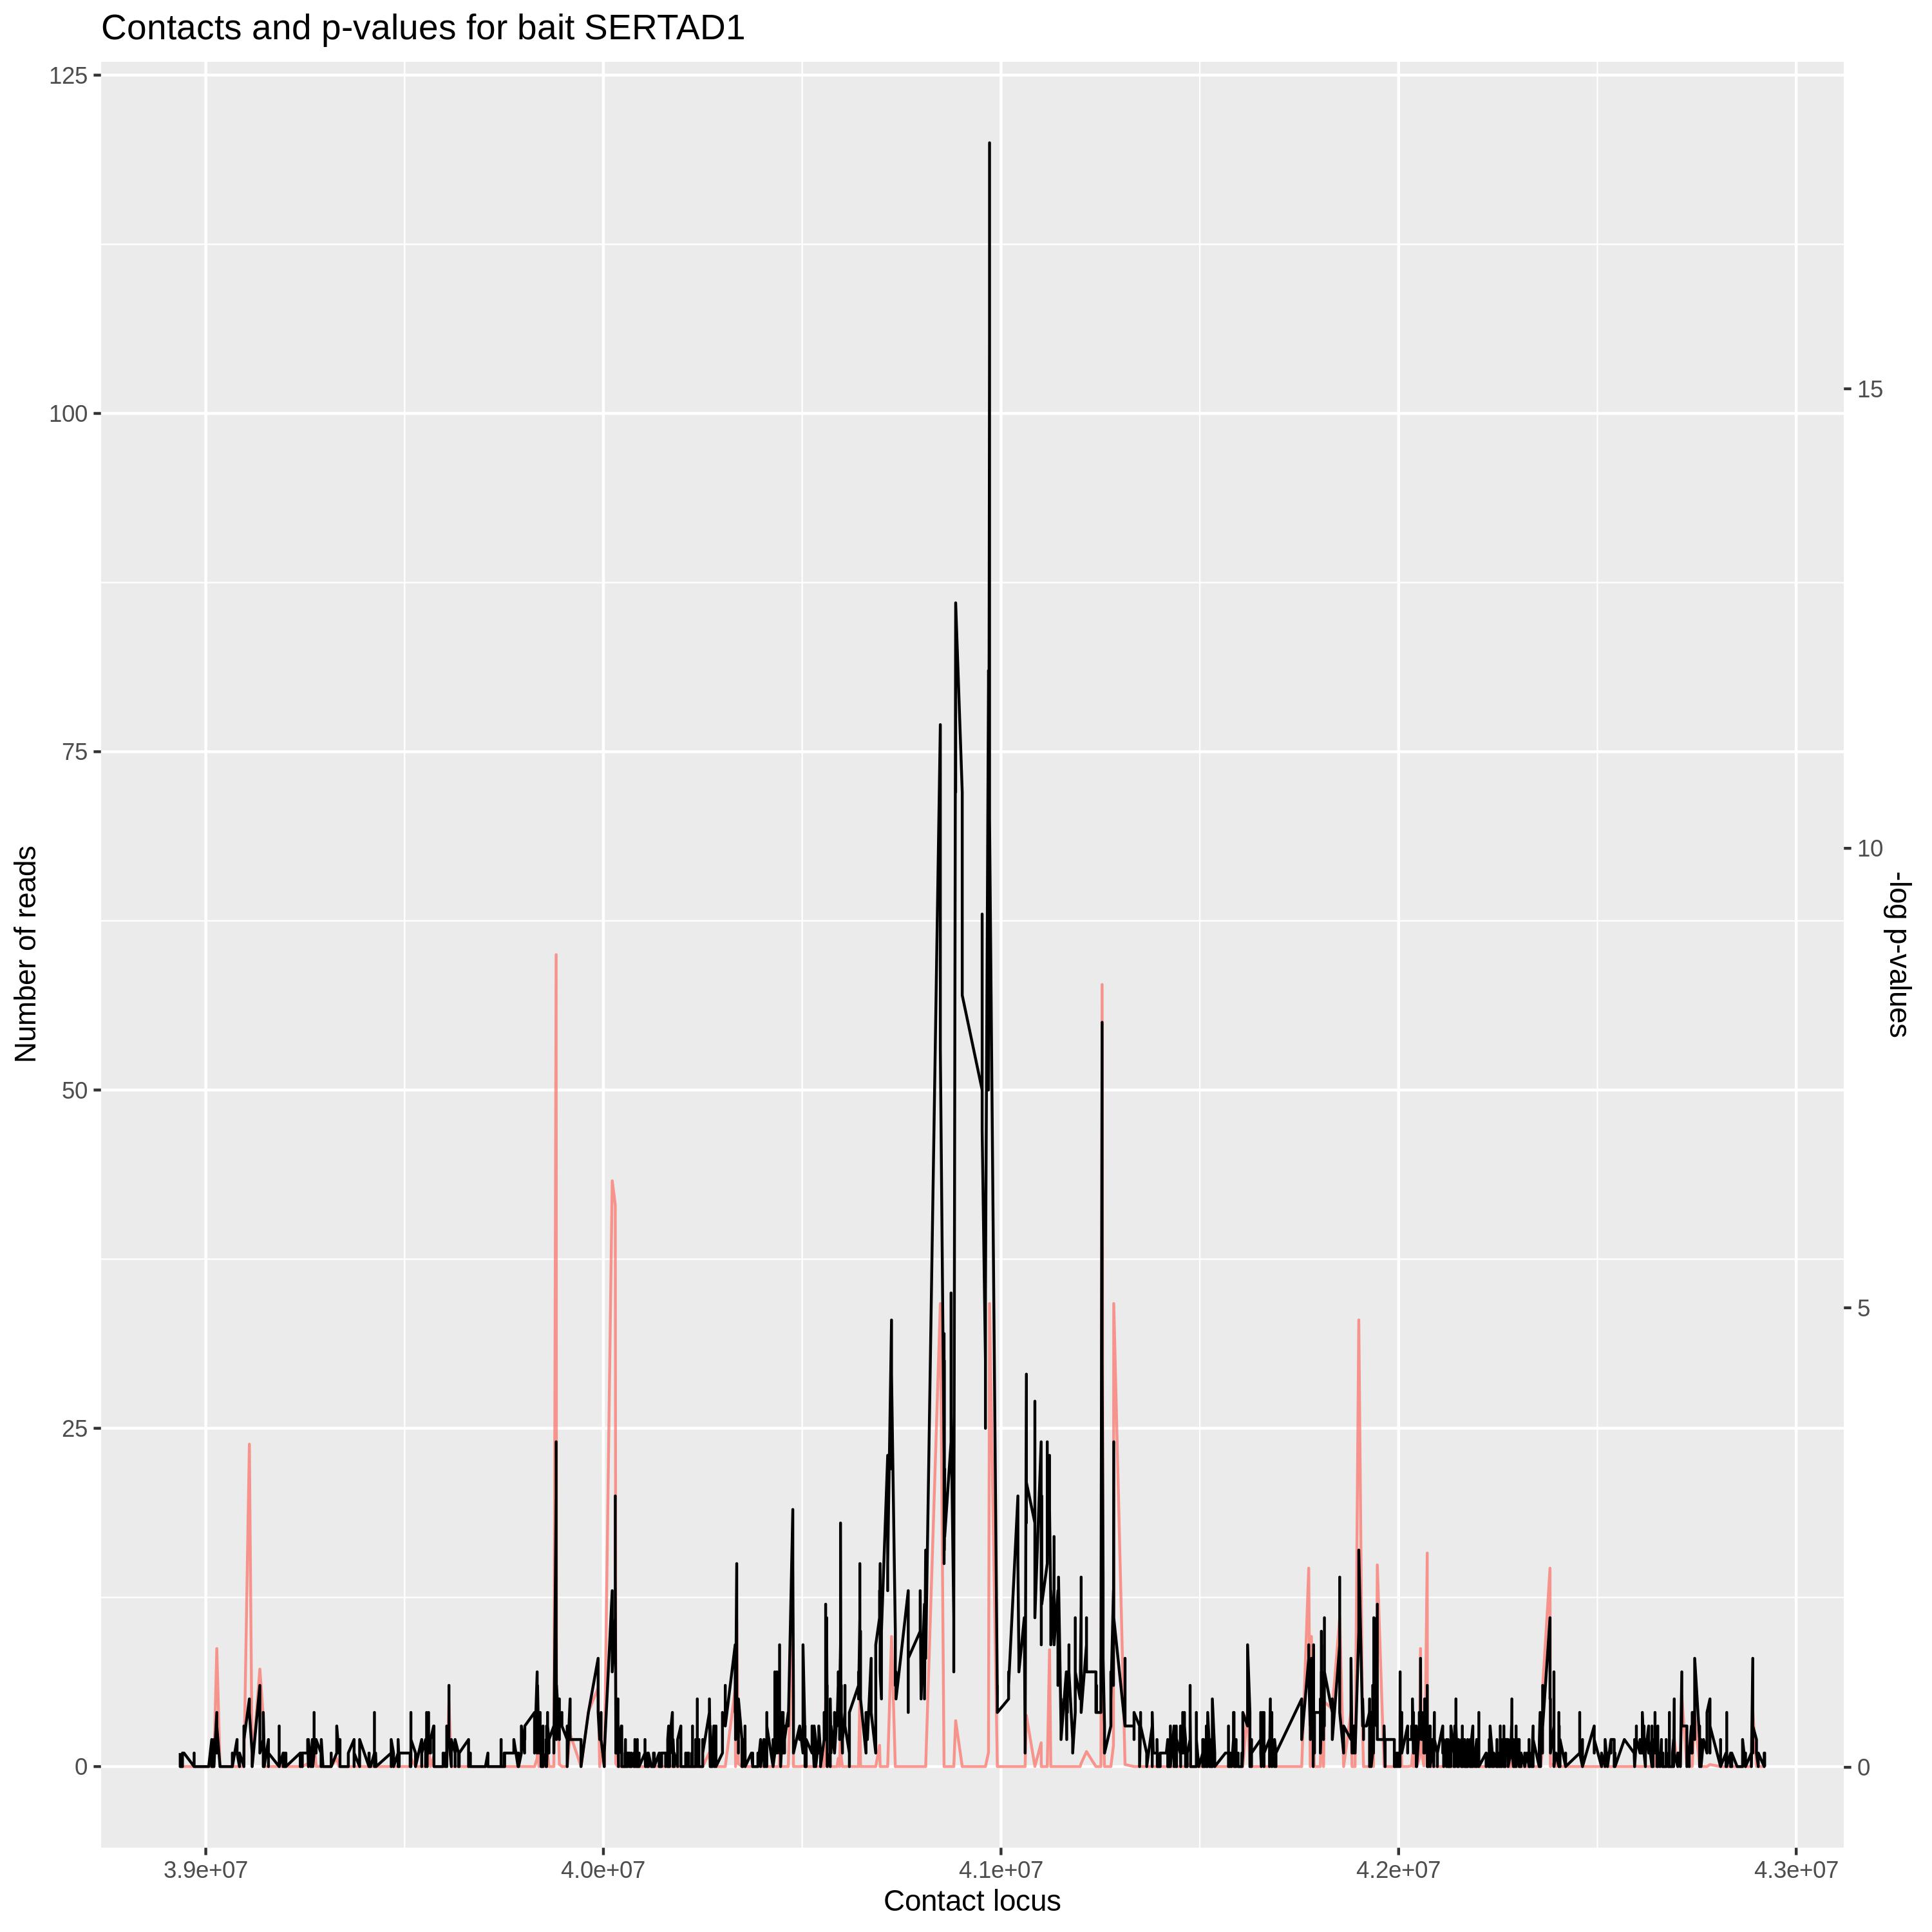 Contacts and p-values for bait SERTAD1
125
100
75
50
25
0
Number of reads
15
10
5
0
-log p-values
3.9e+07 4.0e+07 4.1e+07 4.2e+07 4.3e+07
Contact locus